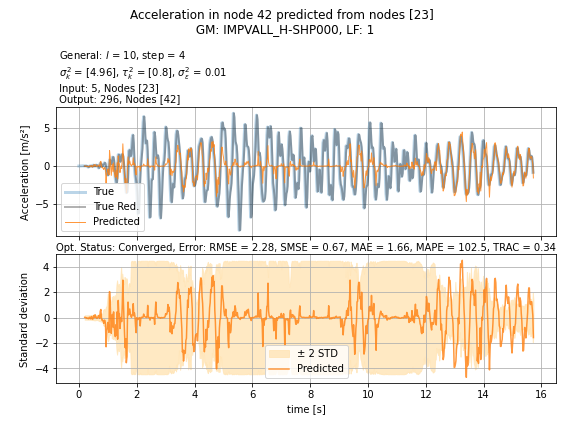 Acceleration in node 42 predicted from nodes [23]
GM: IMPVALL_H-SHP000, LF: 1
General: l = 10, step = 4
σ²ₖ = [4.96], τ²ₖ = [0.8], σ²ₑ = 0.01
Input: 5, Nodes [23]
Output: 296, Nodes [42]
Acceleration [m/s²]
5
0
−5
True
True Red.
Predicted
Opt. Status: Converged, Error: RMSE = 2.28, SMSE = 0.67, MAE = 1.66, MAPE = 102.5, TRAC = 0.34
Standard deviation
4
2
0
−2
−4
± 2 STD
Predicted
0 2 4 6 8 10 12 14 16
time [s]